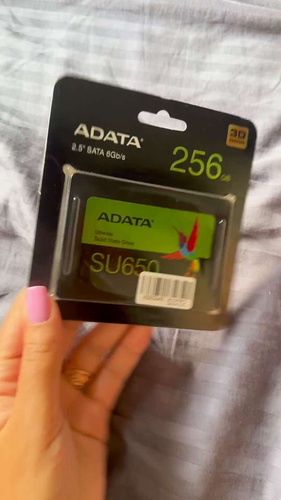 ADATA
2.5" SATA 6Gb/s
3D
256GB
ADATA
Ultimate
Solid State Drive
SU650